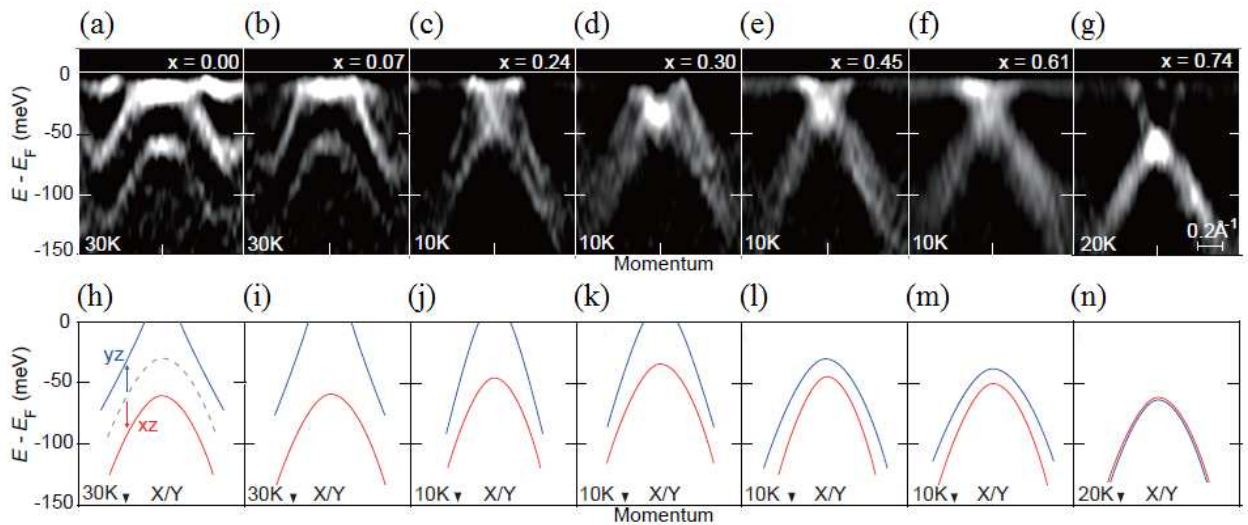 (a) (b) (c) (d) (e) (f) (g)
x = 0.00 x = 0.07 x = 0.24 x = 0.30 x = 0.45 x = 0.61 x = 0.74
0
-50
-100
-150
E - E_F (meV)
30K 30K 10K 10K 10K 10K 20K
0.2Å⁻¹
Momentum
(h) (i) (j) (k) (l) (m) (n)
0
-50
-100
-150
E - E_F (meV)
yz
xz
30K X/Y 30K X/Y 10K X/Y 10K X/Y 10K X/Y 10K X/Y 20K X/Y
Momentum